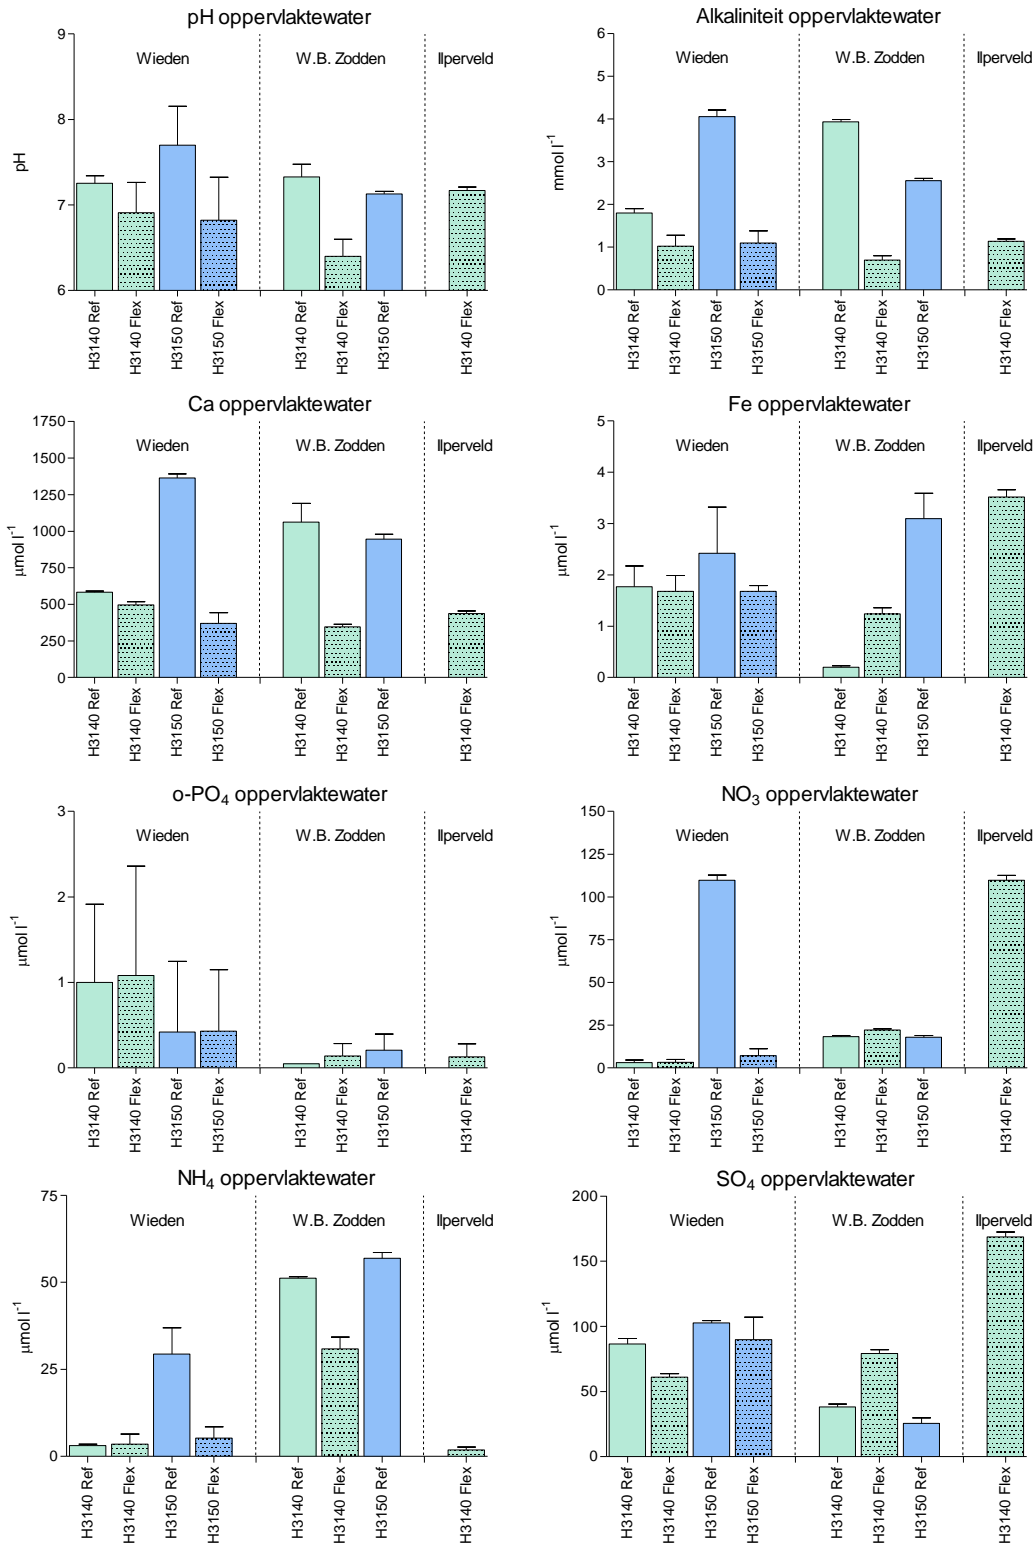 pH oppervlaktewater
9
8
7
6
pH
Wieden
W.B. Zodden
Ilperveld
H3140 Ref
H3140 Flex
H3150 Ref
H3150 Flex
H3140 Ref
H3140 Flex
H3150 Ref
H3140 Flex
Alkaliniteit oppervlaktewater
6
5
4
3
2
1
0
mmol l⁻¹
Wieden
W.B. Zodden
Ilperveld
H3140 Ref
H3140 Flex
H3150 Ref
H3150 Flex
H3140 Ref
H3140 Flex
H3150 Ref
H3140 Flex
Ca oppervlaktewater
1750
1500
1250
1000
750
500
250
0
µmol l⁻¹
Wieden
W.B. Zodden
Ilperveld
H3140 Ref
H3140 Flex
H3150 Ref
H3150 Flex
H3140 Ref
H3140 Flex
H3150 Ref
H3140 Flex
Fe oppervlaktewater
5
4
3
2
1
0
µmol l⁻¹
Wieden
W.B. Zodden
Ilperveld
H3140 Ref
H3140 Flex
H3150 Ref
H3150 Flex
H3140 Ref
H3140 Flex
H3150 Ref
H3140 Flex
o-PO₄ oppervlaktewater
3
2
1
0
µmol l⁻¹
Wieden
W.B. Zodden
Ilperveld
H3140 Ref
H3140 Flex
H3150 Ref
H3150 Flex
H3140 Ref
H3140 Flex
H3150 Ref
H3140 Flex
NO₃ oppervlaktewater
150
125
100
75
50
25
0
µmol l⁻¹
Wieden
W.B. Zodden
Ilperveld
H3140 Ref
H3140 Flex
H3150 Ref
H3150 Flex
H3140 Ref
H3140 Flex
H3150 Ref
H3140 Flex
NH₄ oppervlaktewater
75
50
25
0
µmol l⁻¹
Wieden
W.B. Zodden
Ilperveld
H3140 Ref
H3140 Flex
H3150 Ref
H3150 Flex
H3140 Ref
H3140 Flex
H3150 Ref
H3140 Flex
SO₄ oppervlaktewater
200
150
100
50
0
µmol l⁻¹
Wieden
W.B. Zodden
Ilperveld
H3140 Ref
H3140 Flex
H3150 Ref
H3150 Flex
H3140 Ref
H3140 Flex
H3150 Ref
H3140 Flex